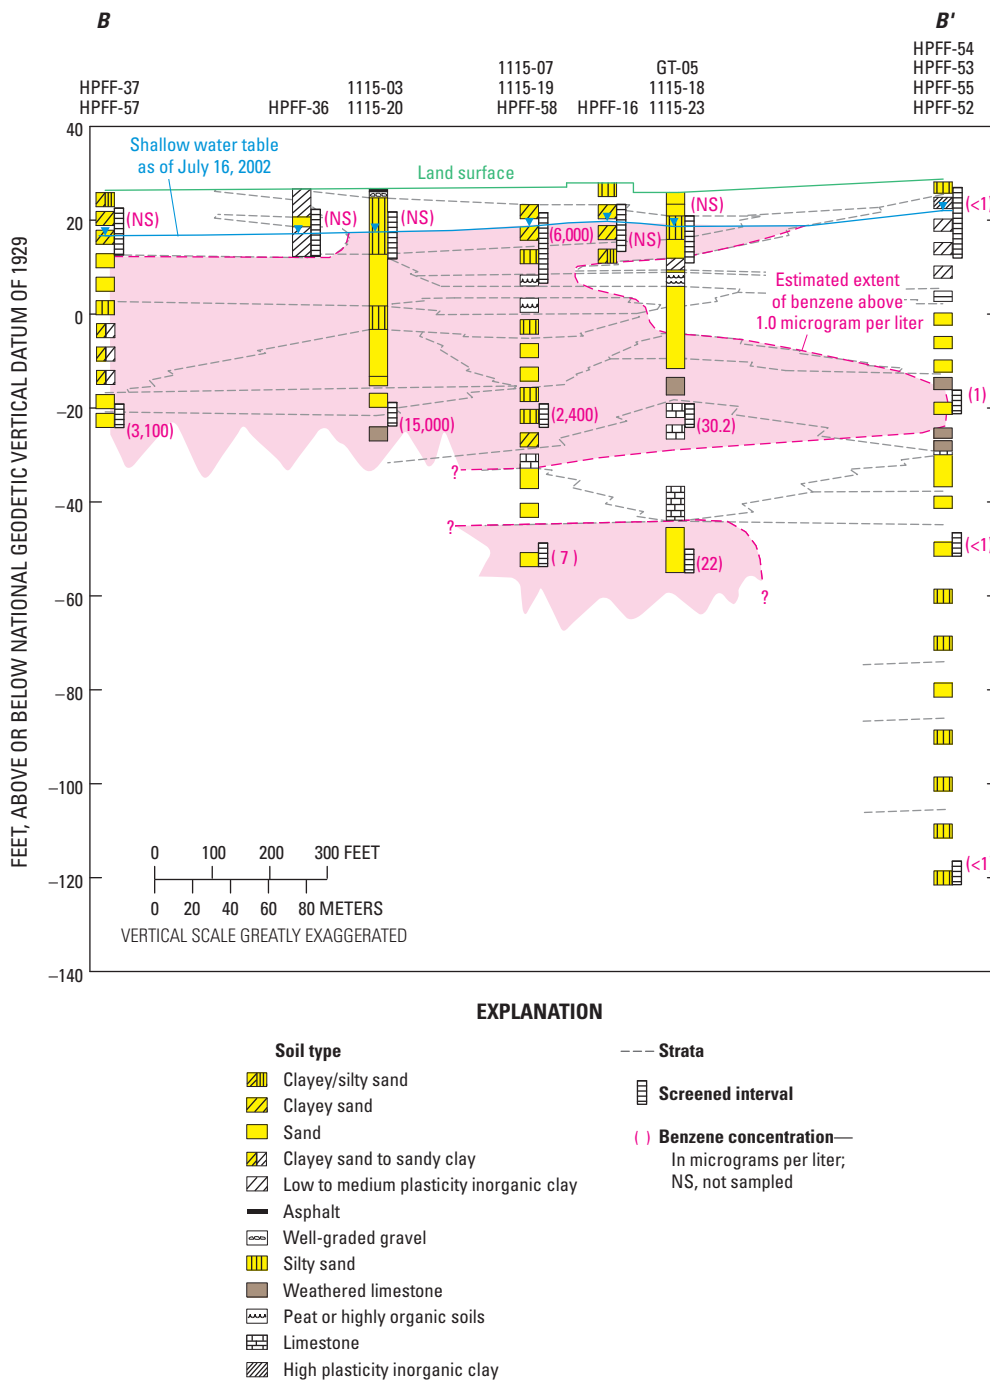 B
B'
HPFF-37
HPFF-57
HPFF-36
1115-03
1115-20
1115-07
1115-19
HPFF-58
HPFF-16
GT-05
1115-18
1115-23
HPFF-54
HPFF-53
HPFF-55
HPFF-52
FEET, ABOVE OR BELOW NATIONAL GEODETIC VERTICAL DATUM OF 1929
40
20
0
–20
–40
–60
–80
–100
–120
–140
Shallow water table
as of July 16, 2002
Land surface
(NS)
(NS)
(NS)
(6,000)
(NS)
(NS)
(<1)
Estimated extent
of benzene above
1.0 microgram per liter
(3,100)
(15,000)
(2,400)
(30.2)
(1)
?
?
(7)
(22)
?
(<1)
(<1
0 100 200 300 FEET
0 20 40 60 80 METERS
VERTICAL SCALE GREATLY EXAGGERATED
EXPLANATION
Soil type
Clayey/silty sand
Clayey sand
Sand
Clayey sand to sandy clay
Low to medium plasticity inorganic clay
Asphalt
Well-graded gravel
Silty sand
Weathered limestone
Peat or highly organic soils
Limestone
High plasticity inorganic clay
Strata
Screened interval
( ) Benzene concentration—
In micrograms per liter;
NS, not sampled